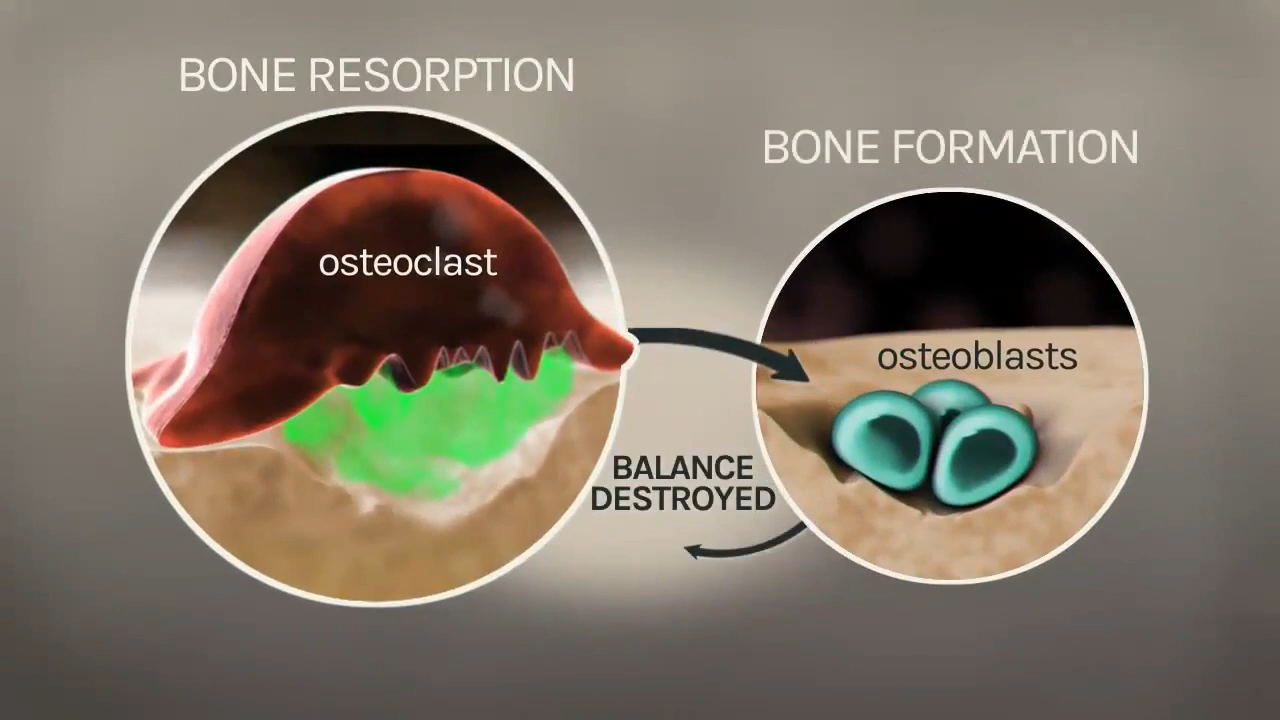 BONE RESORPTION
BONE FORMATION
osteoclast
osteoblasts
BALANCE
DESTROYED